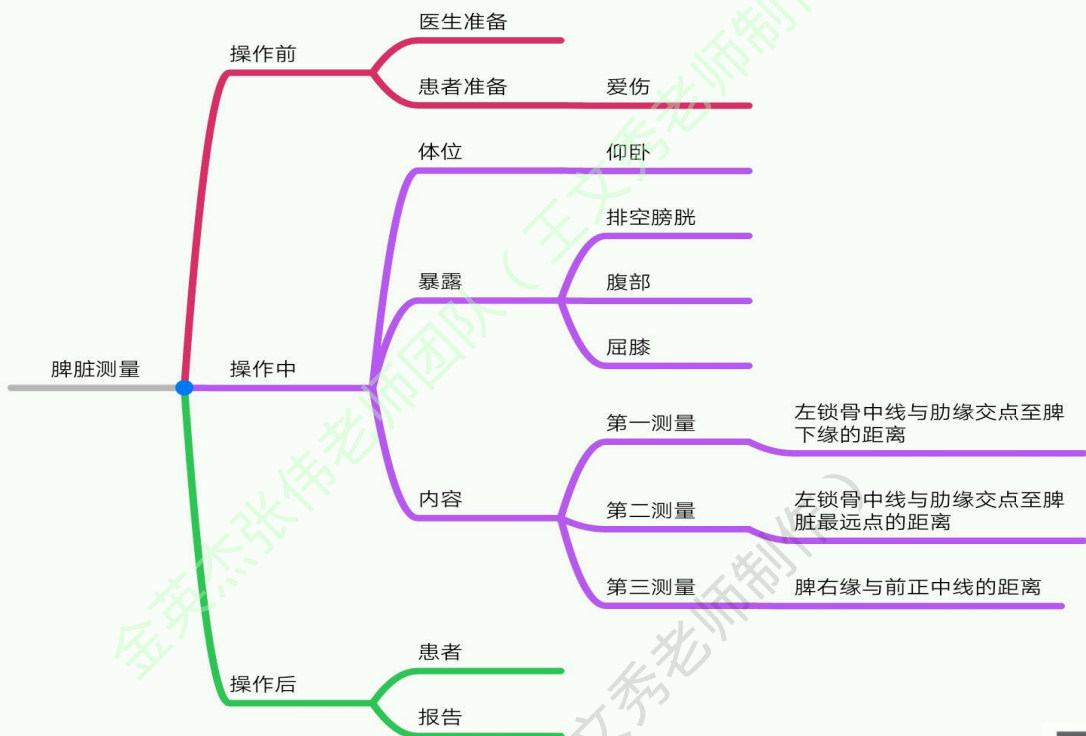 医生准备
操作前
患者准备
爱伤
体位
仰卧
排空膀胱
暴露
腹部
屈膝
脾脏测量
操作中
第一测量
左锁骨中线与肋缘交点至脾
下缘的距离
内容
第二测量
左锁骨中线与肋缘交点至脾
脏最远点的距离
第三测量
脾右缘与前正中线的距离
患者
操作后
报告
金英杰张伟老师团队（王文秀老师制作
文秀老师制作）